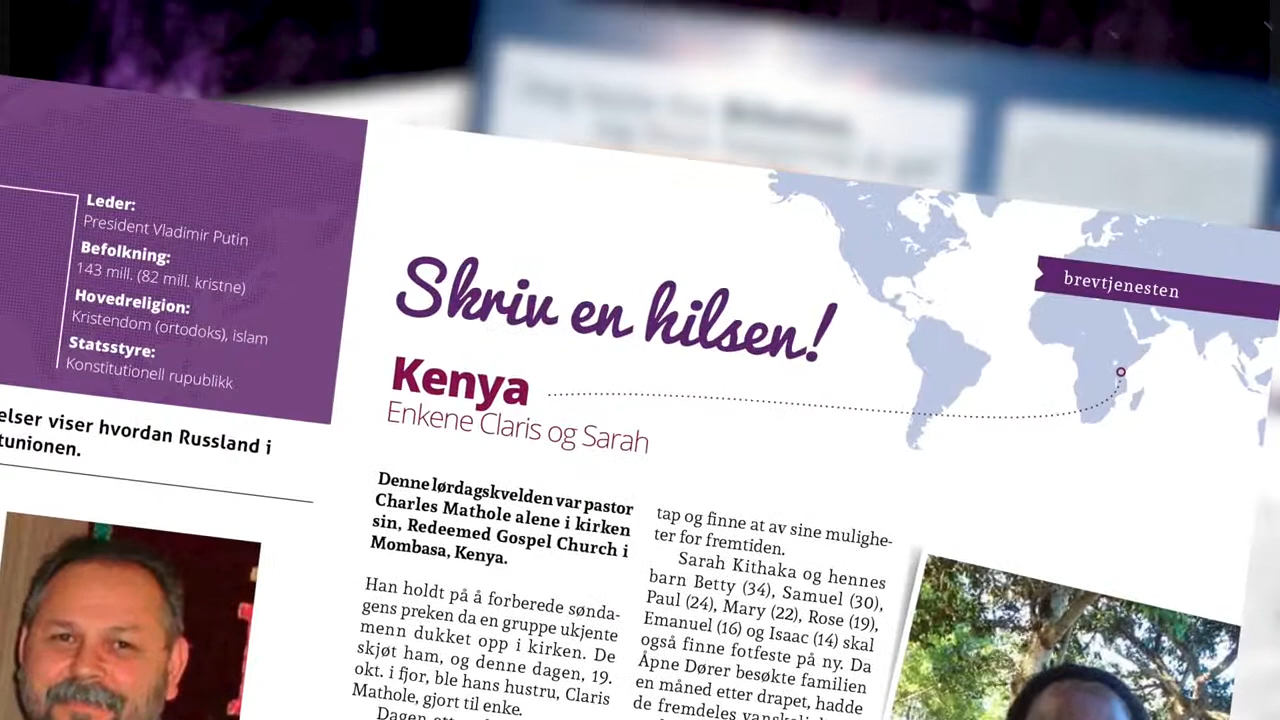 Leder:
President Vladimir Putin
Befolkning:
143 mill. (82 mill. kristne)
Hovedreligion:
Kristendom (ortodoks), islam
Statsstyre:
Konstitutionell rupublikk
elser viser hvordan Russland i
tunionen.
brevtjenesten
Skriv en hilsen!
Kenya
Enkene Claris og Sarah
Denne lørdagskvelden var pastor
Charles Mathole alene i kirken
sin, Redeemed Gospel Church i
Mombasa, Kenya.
Han holdt på å forberede sønda-
gens preken da en gruppe ukjente
menn dukket opp i kirken. De
skjøt ham, og denne dagen, 19.
okt. i fjor, ble hans hustru, Claris
Mathole, gjort til enke.
Dagen
tap og finne at av sine mulighe-
ter for fremtiden.
Sarah Kithaka og hennes
barn Betty (34), Samuel (30),
Paul (24), Mary (22), Rose (19),
Emanuel (16) og Isaac (14) skal
også finne fotfeste på ny. Da
Åpne Dører besøkte familien
en måned etter drapet, hadde
de fremdeles